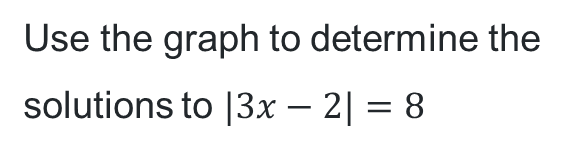 Use the graph to determine the
solutions to |3x − 2| = 8